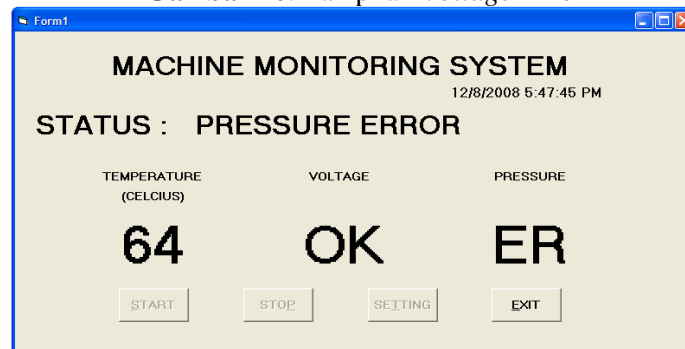 Form1
MACHINE MONITORING SYSTEM
12/8/2008 5:47:45 PM
STATUS : PRESSURE ERROR
TEMPERATURE VOLTAGE PRESSURE
(CELCIUS)
64 OK ER
START STOP SETTING EXIT